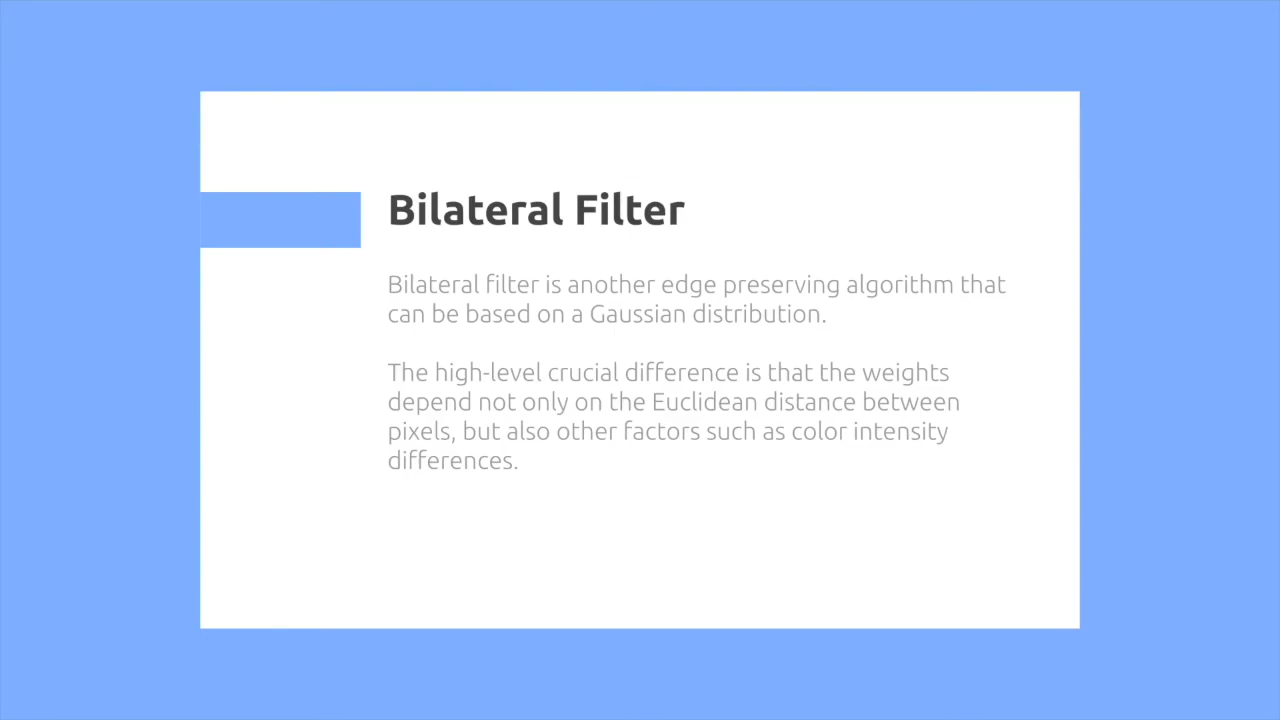 Bilateral Filter
Bilateral filter is another edge preserving algorithm that
can be based on a Gaussian distribution.
The high-level crucial difference is that the weights
depend not only on the Euclidean distance between
pixels, but also other factors such as color intensity
differences.